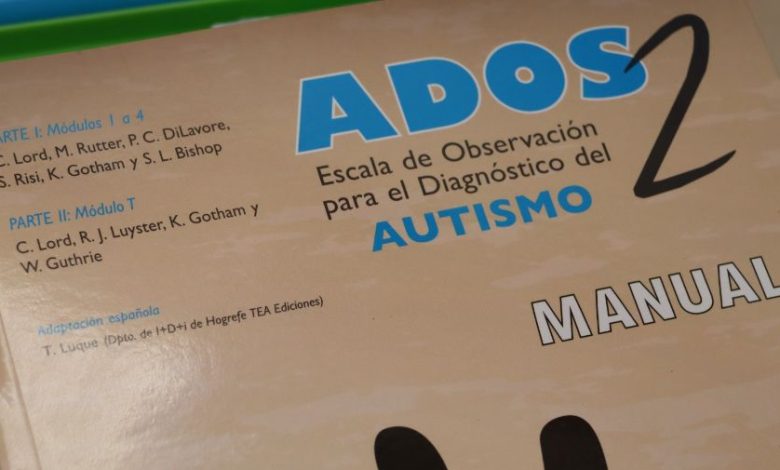 ADOS 2
Escala de Observación
para el Diagnóstico del
AUTISMO
MANUAL
ARTE I: Módulos 1 a 4
C. Lord, M. Rutter, P. C. DiLavore,
S. Risi, K. Gotham y S. L. Bishop
PARTE II: Módulo T
C. Lord, R. J. Luyster, K. Gotham y
W. Guthrie
Adaptación española
T. Luque (Dpto. de I+D+i de Hogrefe TEA Ediciones)